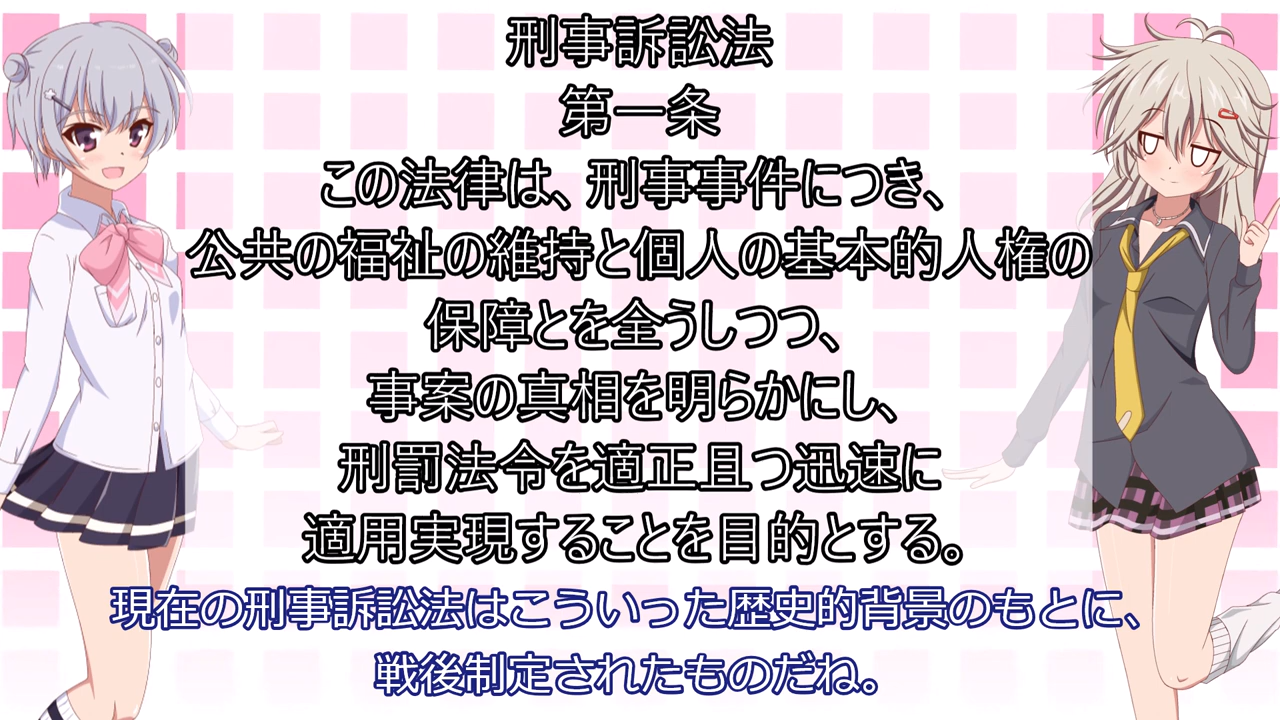 刑事訴訟法
第一条
この法律は、刑事事件につき、
公共の福祉の維持と個人の基本的人権の
保障とを全うしつつ、
事案の真相を明らかにし、
刑罰法令を適正且つ迅速に
適用実現することを目的とする。
現在の刑事訴訟法はこういった歴史的背景のもとに、
戦後制定されたものだね。